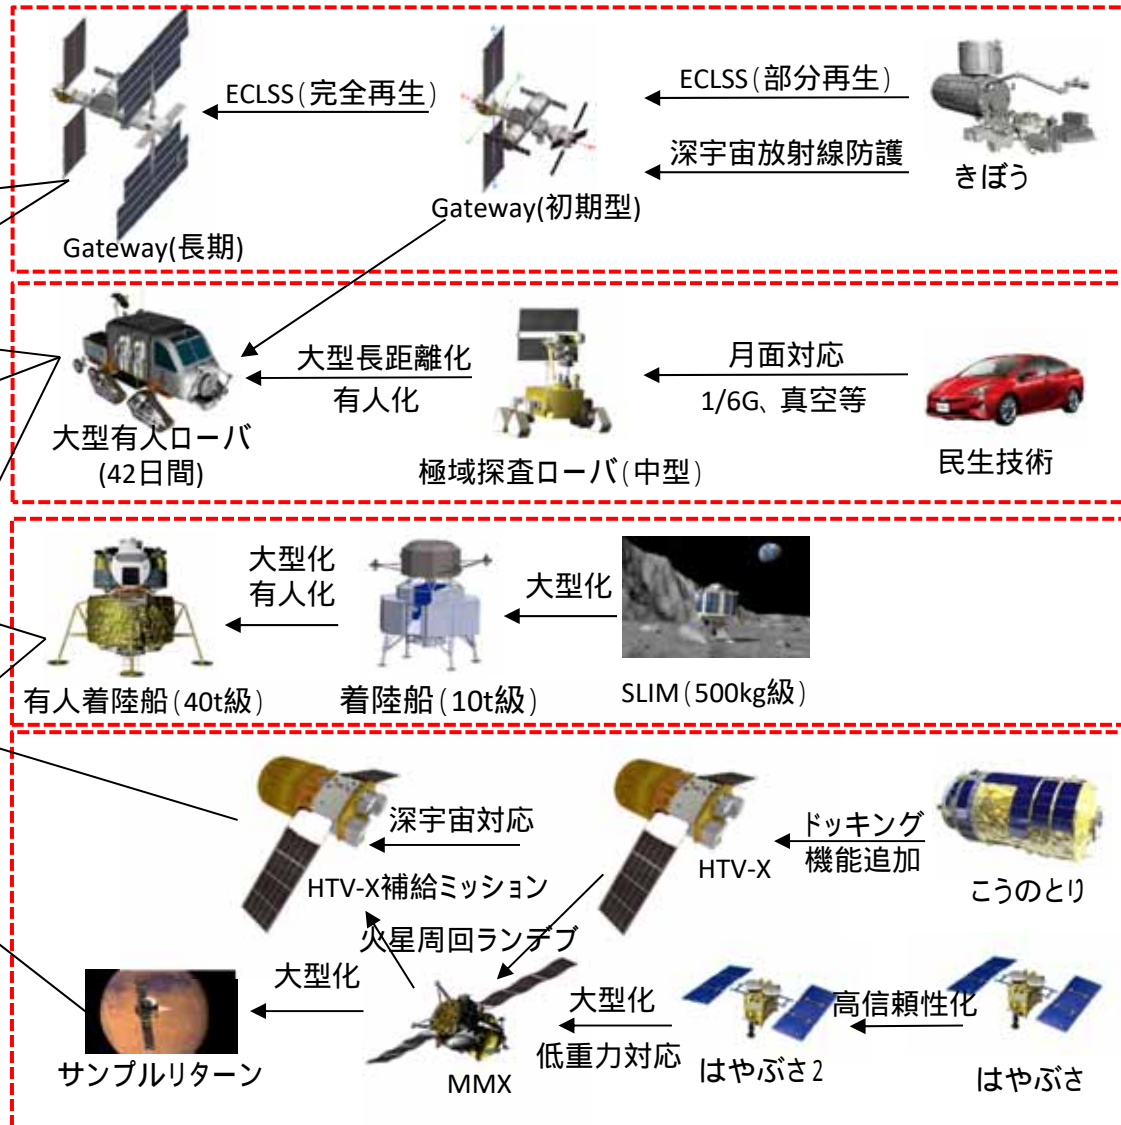 ECLSS(完全再生)
ECLSS(部分再生)
深宇宙放射線防護
きぼう
Gateway(初期型)
Gateway(長期)
大型長距離化
有人化
月面対応
1/6G、真空等
大型有人ローバ
(42日間)
極域探査ローバ(中型)
民生技術
大型化
有人化
大型化
有人着陸船(40t級)
着陸船(10t級)
SLIM(500kg級)
深宇宙対応
ドッキング
機能追加
HTV-X
HTV-X補給ミッション
こうのとり
火星周回ランデブ
大型化
大型化
低重力対応
高信頼性化
サンプルリターン
MMX
はやぶさ2
はやぶさ